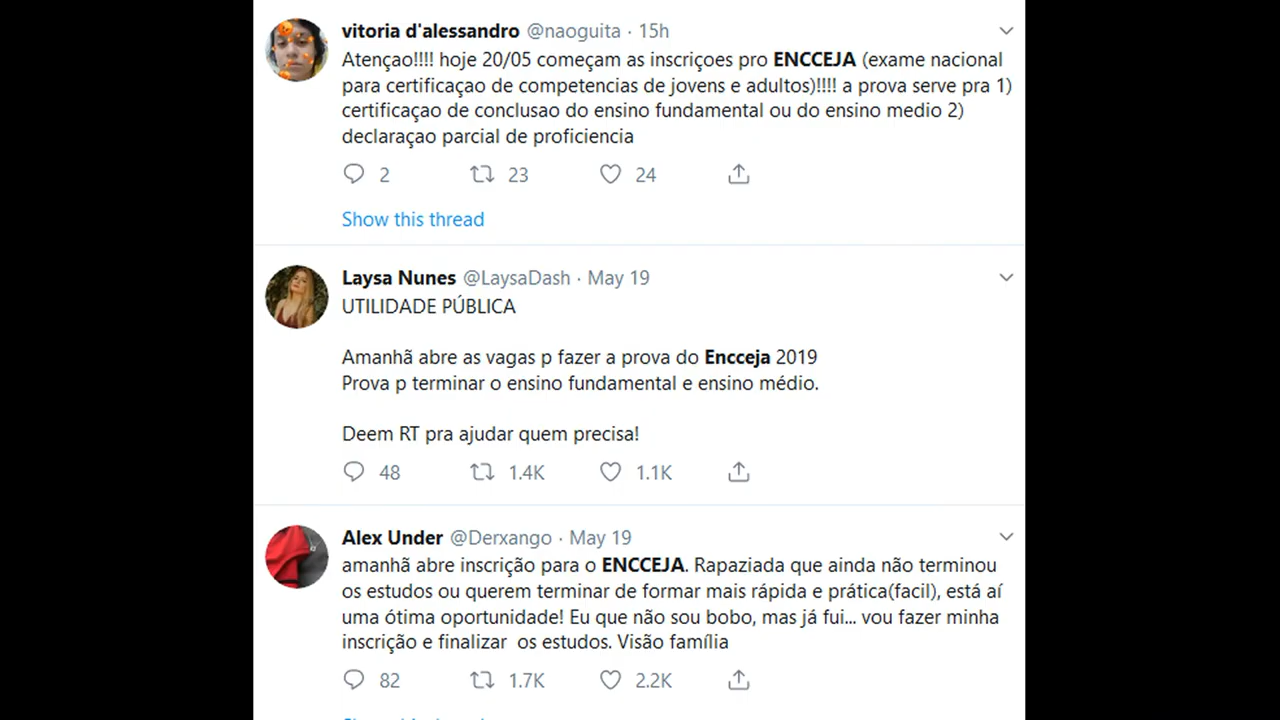 vitoria d'alessandro @naoguita · 15h
Atençao!!!! hoje 20/05 começam as inscriçoes pro ENCCEJA (exame nacional
para certificaçao de competencias de jovens e adultos)!!!! a prova serve pra 1)
certificaçao de conclusao do ensino fundamental ou do ensino medio 2)
declaraçao parcial de proficiencia
2 23 24
Show this thread
Laysa Nunes @LaysaDash · May 19
UTILIDADE PÚBLICA
Amanhã abre as vagas p fazer a prova do Encceja 2019
Prova p terminar o ensino fundamental e ensino médio.
Deem RT pra ajudar quem precisa!
48 1.4K 1.1K
Alex Under @Derxango · May 19
amanhã abre inscrição para o ENCCEJA. Rapaziada que ainda não terminou
os estudos ou querem terminar de formar mais rápida e prática(facil), está aí
uma ótima oportunidade! Eu que não sou bobo, mas já fui... vou fazer minha
inscrição e finalizar  os estudos. Visão família
82 1.7K 2.2K